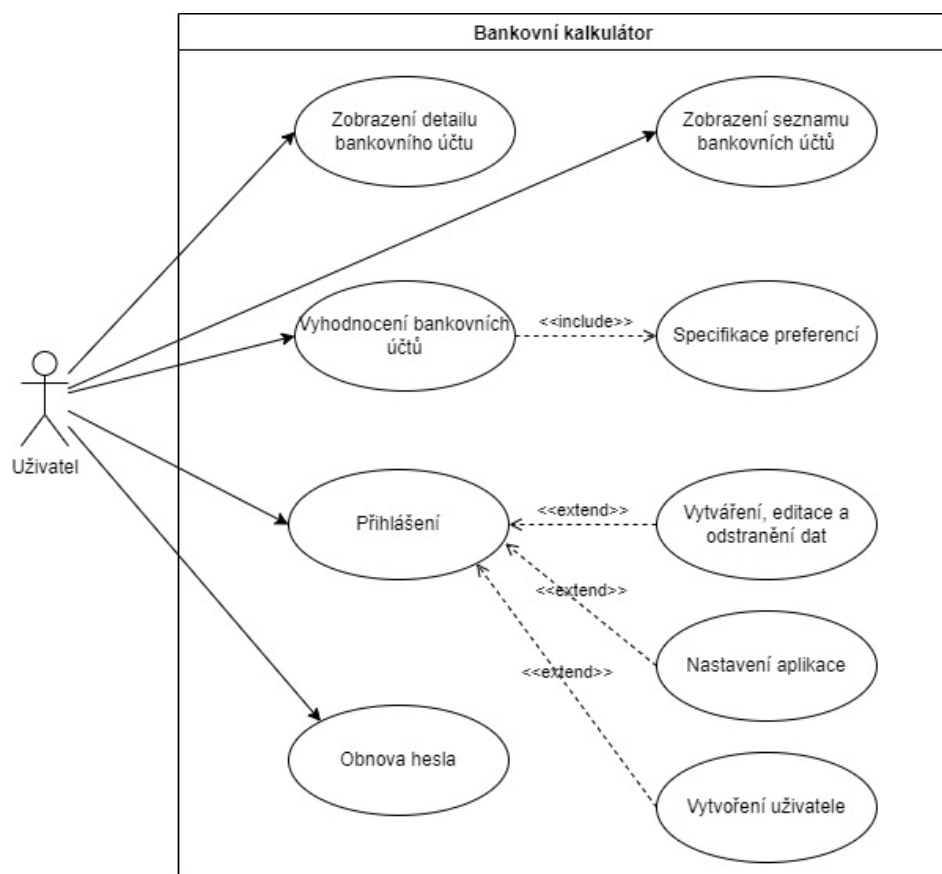 Bankovní kalkulátor
Zobrazení detailu
bankovního účtu
Zobrazení seznamu
bankovních účtů
Vyhodnocení bankovních
účtů
<<include>>
Specifikace preferencí
Uživatel
Přihlášení
<<extend>>
Vytváření, editace a
odstranění dat
<<extend>>
Nastavení aplikace
<<extend>>
Obnova hesla
Vytvoření uživatele